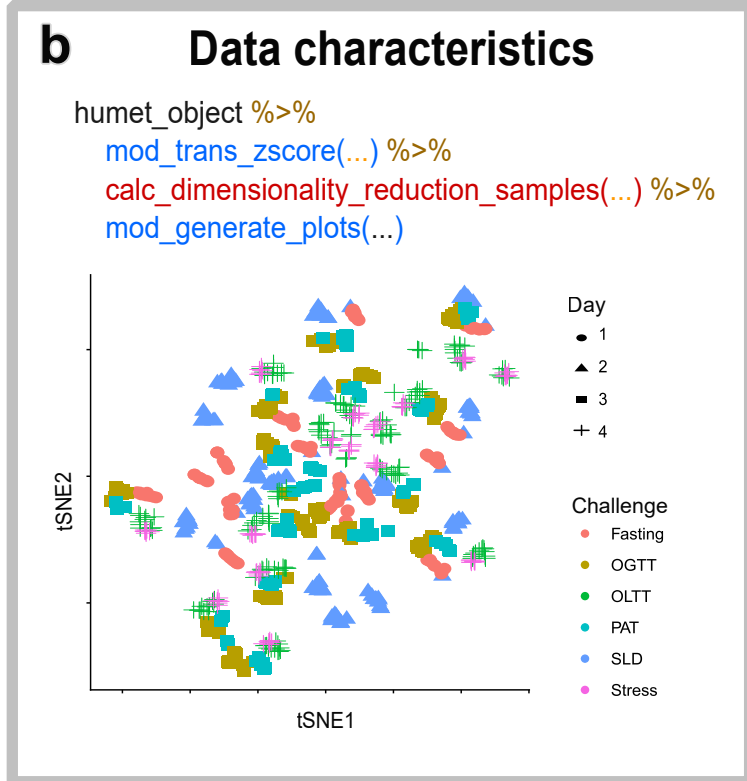 b Data characteristics
humet_object %>%
mod_trans_zscore(...) %>%
calc_dimensionality_reduction_samples(...) %>%
mod_generate_plots(...)
Day
1
2
3
4
tSNE2
Challenge
Fasting
OGTT
OLTT
PAT
SLD
Stress
tSNE1